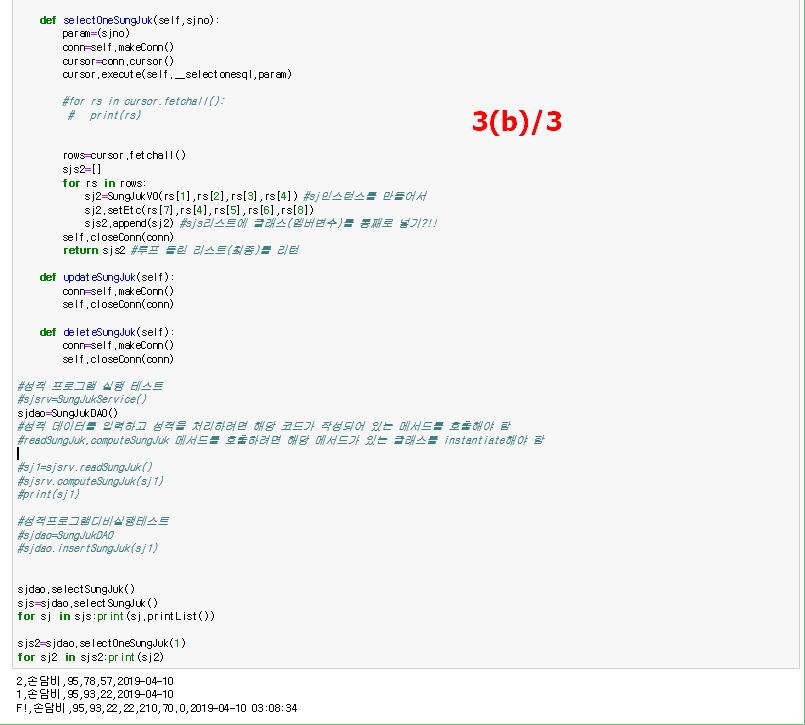 def selectOneSungJuk(self,sjno):
param=(sjno)
conn=self.makeConn()
cursor=conn.cursor()
cursor.execute(self.__selectonesql,param)
#for rs in cursor.fetchall():
#   print(rs)
3(b)/3
rows=cursor.fetchall()
sjs2=[]
for rs in rows:
sj2=SungJukVO(rs[1],rs[2],rs[3],rs[4]) #sj인스턴스를 만들어서
sj2.setEtc(rs[7],rs[4],rs[5],rs[6],rs[8])
sjs2.append(sj2) #sjs리스트에 클래스(멤버변수)를 통째로 넣기?!!
self.closeConn(conn)
return sjs2 #루프 돌린 리스트(최종)를 리턴
def updateSungJuk(self):
conn=self.makeConn()
self.closeConn(conn)
def deleteSungJuk(self):
conn=self.makeConn()
self.closeConn(conn)
#성적 프로그램 실행 테스트
#sjsrv=SungJukService()
sjdao=SungJukDAO()
#성적 데이터를 입력하고 성적을 처리하려면 해당 코드가 작성되어 있는 메서드를 호출해야 함
#readSungJuk,computeSungJuk 메서드를 호출하려면 해당 메서드가 있는 클래스를 instantiate해야 함
#sj1=sjsrv.readSungJuk()
#sjsrv.computeSungJuk(sj1)
#print(sj1)
#성적프로그램디비실행테스트
#sjdao=SungJukDAO
#sjdao.insertSungJuk(sj1)
sjdao.selectSungJuk()
sjs=sjdao.selectSungJuk()
for sj in sjs:print(sj.printList())
sjs2=sjdao.selectOneSungJuk(1)
for sj2 in sjs2:print(sj2)
2,손담비,95,78,57,2019-04-10
1,손담비,95,93,22,2019-04-10
F!,손담비,95,93,22,22,210,70.0,2019-04-10 03:08:34